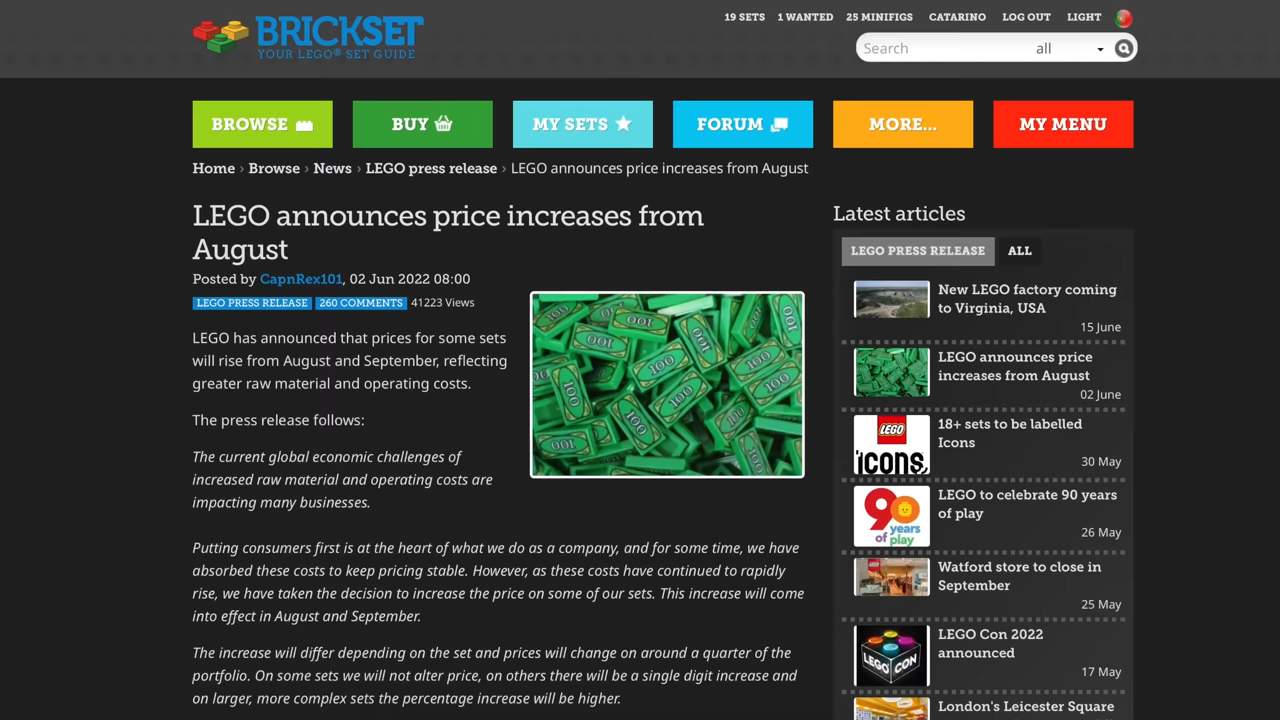 BRICKSET
YOUR LEGO® SET GUIDE
19 SETS 1 WANTED 25 MINIFIGS CATARINO LOG OUT LIGHT
Search all
BROWSE
BUY
MY SETS
FORUM
MORE...
MY MENU
Home › Browse › News › LEGO press release › LEGO announces price increases from August
LEGO announces price increases from
August
Posted by CapnRex101, 02 Jun 2022 08:00
LEGO PRESS RELEASE 260 COMMENTS 41223 Views
LEGO has announced that prices for some sets
will rise from August and September, reflecting
greater raw material and operating costs.
The press release follows:
The current global economic challenges of
increased raw material and operating costs are
impacting many businesses.
100
100
100
100
100
100
100
100
Putting consumers first is at the heart of what we do as a company, and for some time, we have
absorbed these costs to keep pricing stable. However, as these costs have continued to rapidly
rise, we have taken the decision to increase the price on some of our sets. This increase will come
into effect in August and September.
The increase will differ depending on the set and prices will change on around a quarter of the
portfolio. On some sets we will not alter price, on others there will be a single digit increase and
on larger, more complex sets the percentage increase will be higher.
Latest articles
LEGO PRESS RELEASE ALL
New LEGO factory coming
to Virginia, USA
15 June
LEGO announces price
increases from August
02 June
LEGO
icons
18+ sets to be labelled
Icons
30 May
90
years
of play
LEGO to celebrate 90 years
of play
26 May
Watford store to close in
September
25 May
LEGO CON
LEGO Con 2022
announced
17 May
London's Leicester Square